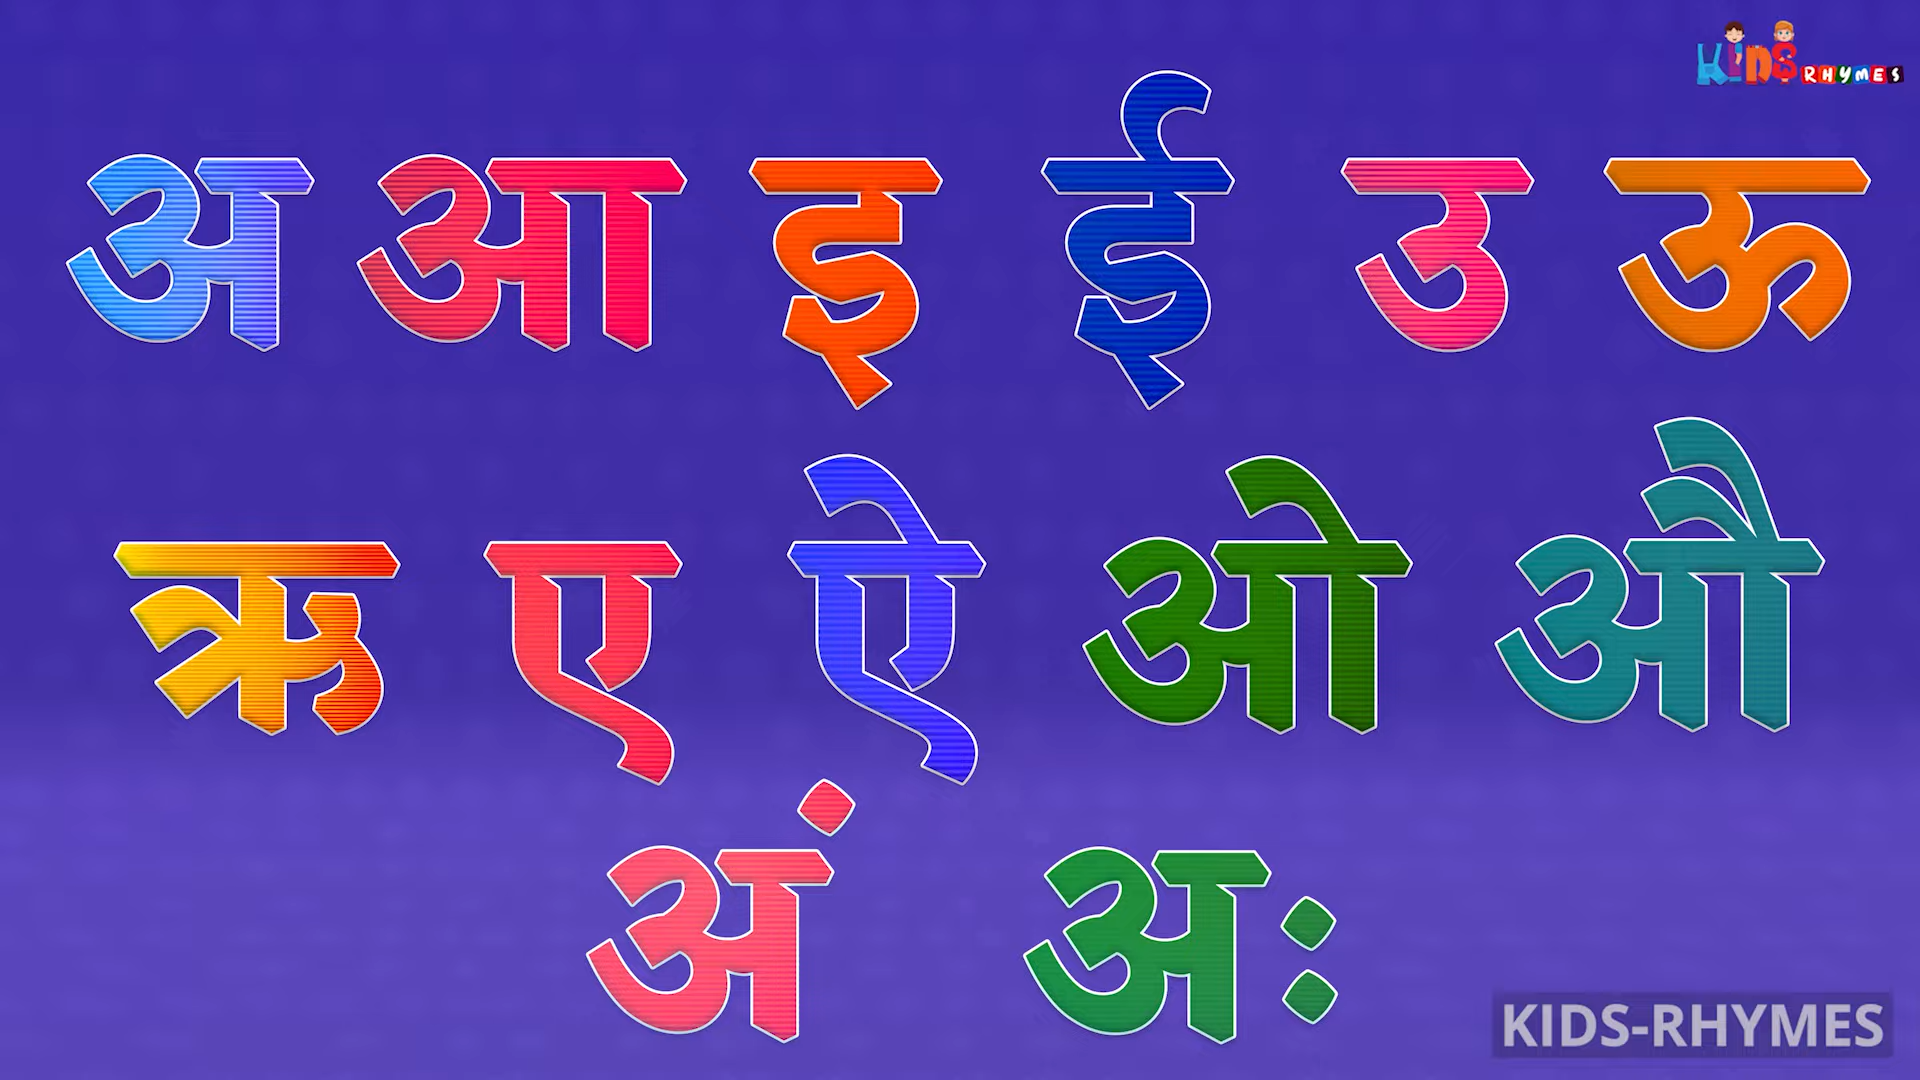 KIDS RHYMES
अ आ इ ई उ ऊ
ऋ ए ऐ ओ औ
अं अः
KIDS-RHYMES